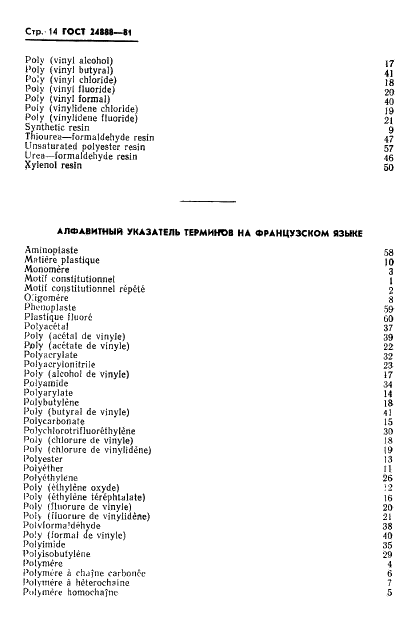 Стр. 14 ГОСТ 24888—81
Poly (vinyl alcohol) 17
Poly (vinyl butyral) 41
Poly (vinyl chloride) 18
Poly (vinyl fluoride) 20
Poly (vinyl formal) 40
Poly (vinylidene chloride) 19
Poly (vinylidene fluoride) 21
Synthetic resin 9
Thiourea—formaldehyde resin 47
Unsaturated polyester resin 57
Urea—formaldehyde resin 46
Xylenol resin 50
АЛФАВИТНЫЙ УКАЗАТЕЛЬ ТЕРМИНОВ НА ФРАНЦУЗСКОМ ЯЗЫКЕ
Aminoplaste 58
Matière plastique 10
Monomère 3
Motif constitutionnel 1
Motif constitutionnel répété 2
Oligomère 8
Phenoplaste 59
Plastique fluoré 60
Polyacétal 37
Poly (acétal de vinyle) 39
Poly (acétate de vinyle) 22
Polyacrylate 32
Polyacrylonitrile 23
Poly (alcohol de vinyle) 17
Polyamide 34
Polyarylate 14
Polybutylène 18
Poly (butyral de vinyle) 41
Polycarbonate 15
Polychlorotrifluoréthylène 30
Poly (chlorure de vinyle) 18
Poly (chlorure de vinylidène) 19
Polyester 13
Polyéther 11
Polyéthylène 26
Poly (éthylène oxyde) 12
Poly (éthylène téréphtalate) 16
Poly (fluorure de vinyle) 20
Poly (fluorure de vinylidène) 21
Polyformaldéhyde 38
Poly (formal de vinyle) 40
Polyimide 35
Polyisobutylène 29
Polymère 4
Polymère à chaîne carbonée 6
Polymère à hétérochaine 7
Polymère homochaîne 5